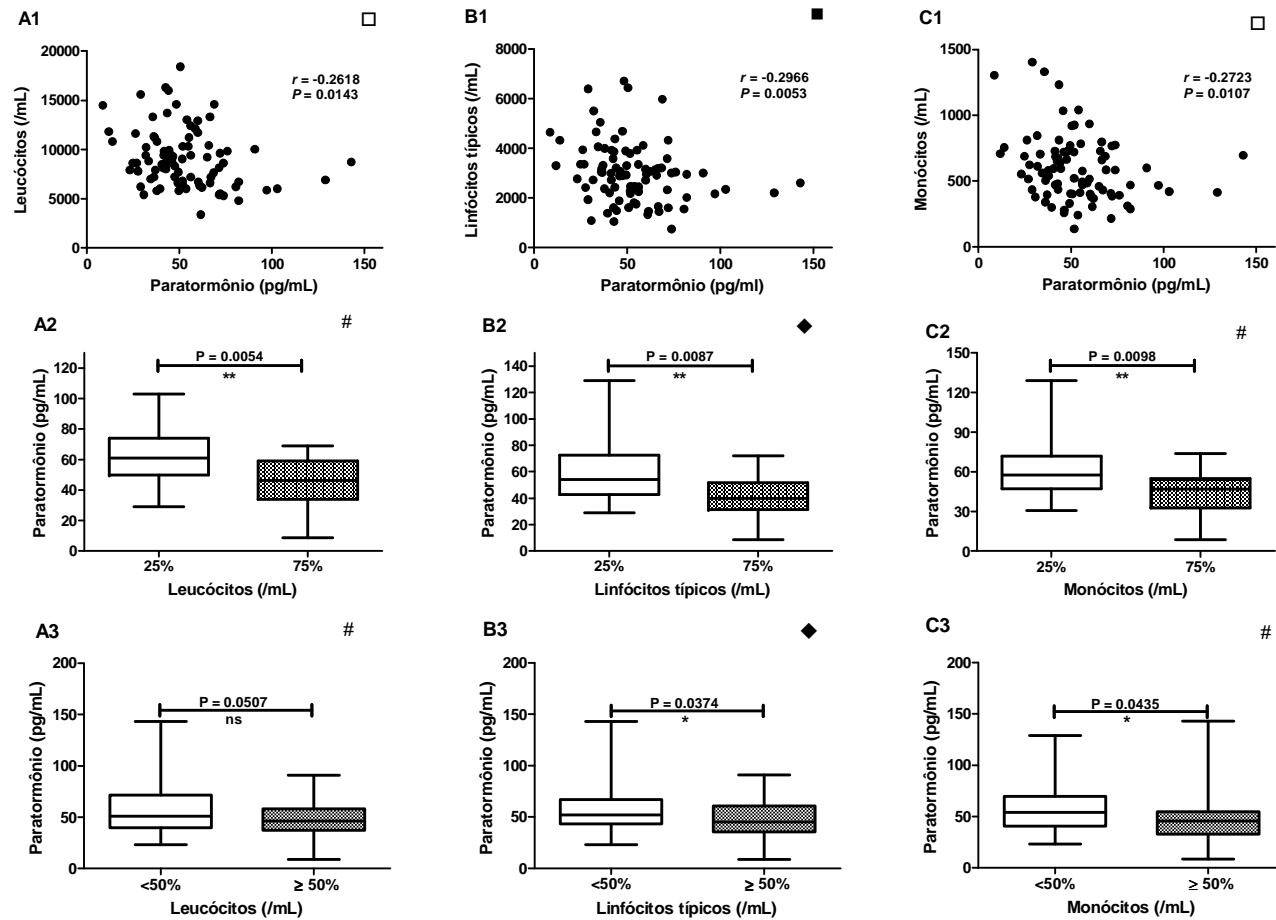 A1
20000
15000
10000
5000
0
Leucócitos (/mL)
r = -0.2618
P = 0.0143
0 50 100 150
Paratormônio (pg/mL)
B1
8000
6000
4000
2000
0
Linfócitos típicos (/mL)
r = -0.2966
P = 0.0053
0 50 100 150
Paratormônio (pg/ml)
C1
1500
1000
500
0
Monócitos (/mL)
r = -0.2723
P = 0.0107
0 50 100 150
Paratormônio (pg/mL)
A2
#
120
100
80
60
40
20
0
Paratormônio (pg/mL)
P = 0.0054
**
25% 75%
Leucócitos (/mL)
B2
140
120
100
80
60
40
20
0
Paratormônio (pg/mL)
P = 0.0087
**
25% 75%
Linfócitos típicos (/mL)
C2
#
150
120
90
60
30
0
Paratormônio (pg/mL)
P = 0.0098
**
25% 75%
Monócitos (/mL)
A3
#
200
150
100
50
0
Paratormônio (pg/mL)
P = 0.0507
ns
<50% ≥ 50%
Leucócitos (/mL)
B3
200
150
100
50
0
Paratormônio (pg/mL)
P = 0.0374
*
<50% ≥ 50%
Linfócitos típicos (/mL)
C3
#
200
150
100
50
0
Paratormônio (pg/mL)
P = 0.0435
*
<50% ≥ 50%
Monócitos (/mL)